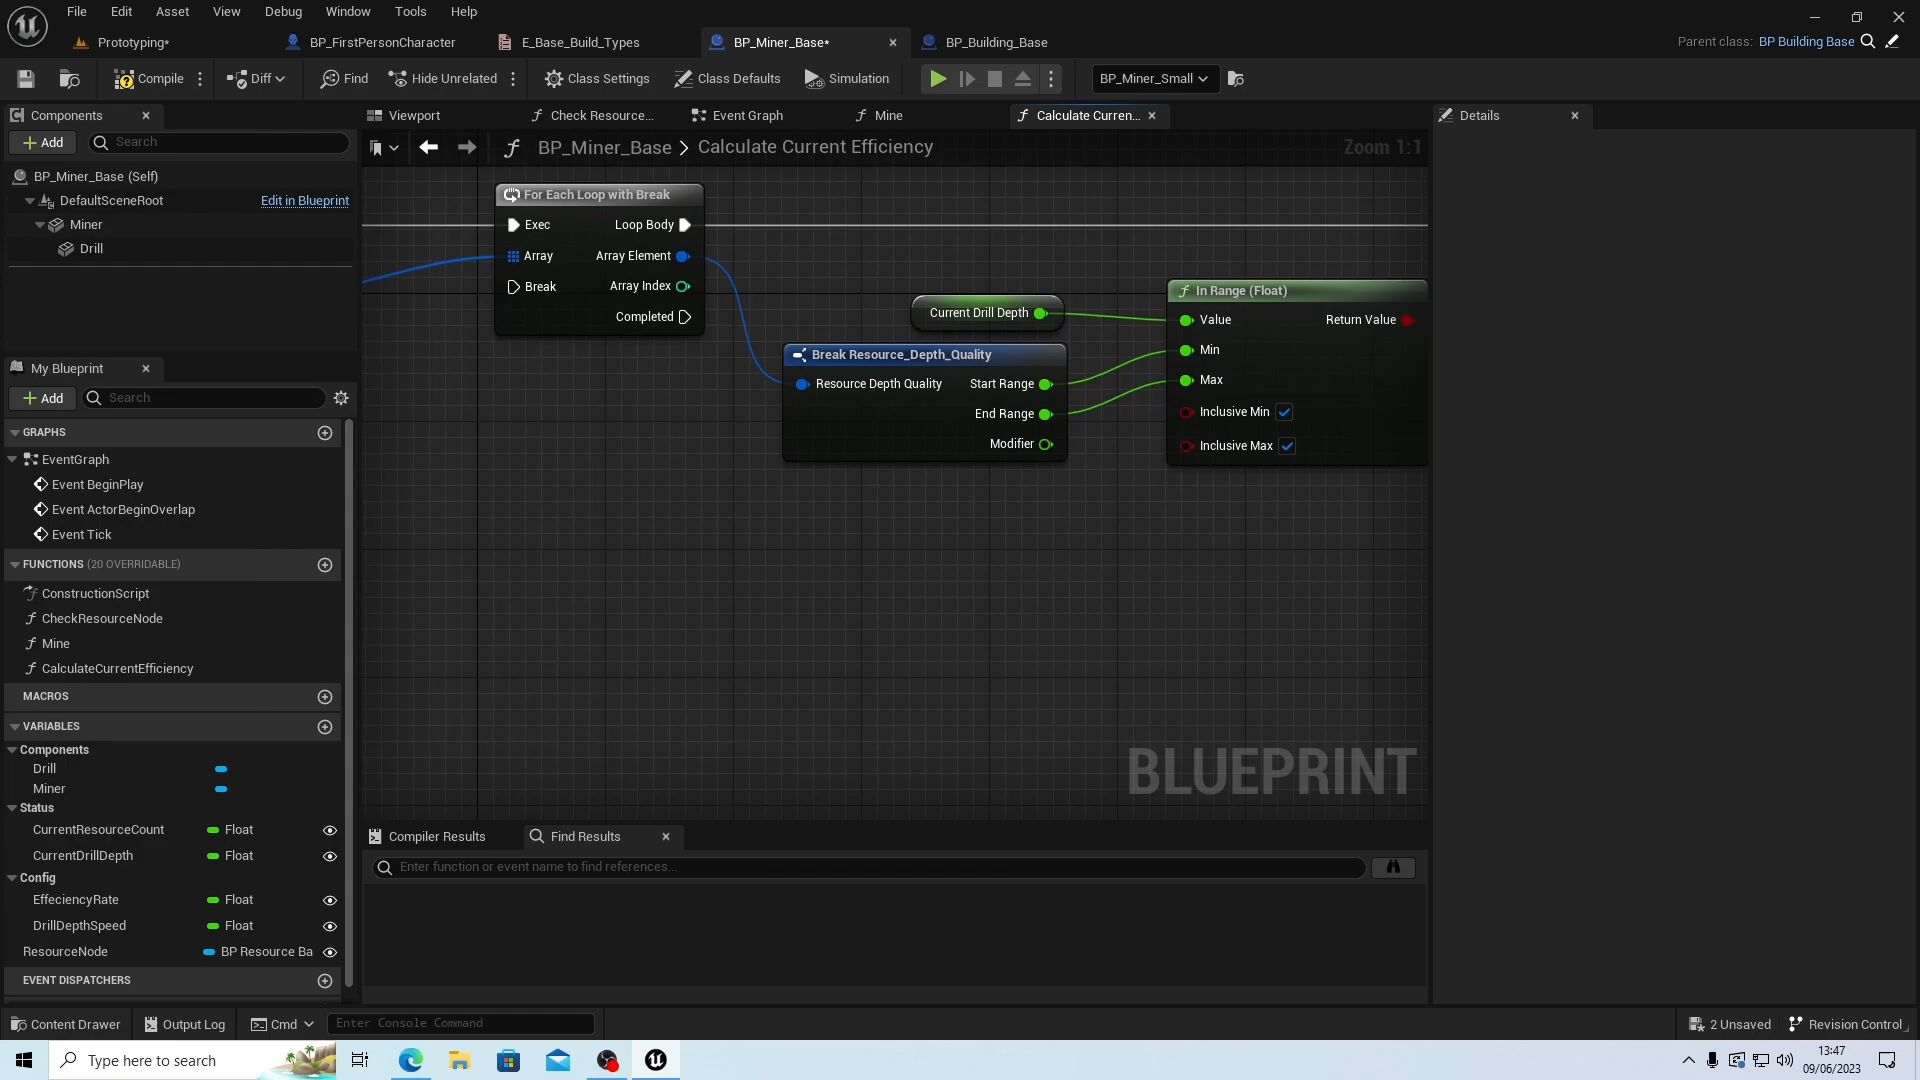 File Edit Asset View Debug Window Tools Help
Prototyping* BP_FirstPersonCharacter E_Base_Build_Types BP_Miner_Base* BP_Building_Base Parent class: BP Building Base
Compile Diff Find Hide Unrelated Class Settings Class Defaults Simulation BP_Miner_Small
Components Viewport Check Resource... Event Graph Mine Calculate Curren... Details
Add Search BP_Miner_Base Calculate Current Efficiency Zoom 1:1
BP_Miner_Base (Self)
DefaultSceneRoot Edit in Blueprint
Miner
Drill
For Each Loop with Break
Exec Loop Body
Array Array Element
Break Array Index
Completed
Current Drill Depth
Break Resource_Depth_Quality
Resource Depth Quality Start Range
End Range
Modifier
In Range (Float)
Value Return Value
Min
Max
Inclusive Min
Inclusive Max
BLUEPRINT
My Blueprint
Add Search
GRAPHS
EventGraph
Event BeginPlay
Event ActorBeginOverlap
Event Tick
FUNCTIONS (20 OVERRIDABLE)
ConstructionScript
CheckResourceNode
Mine
CalculateCurrentEfficiency
MACROS
VARIABLES
Components
Drill
Miner
Status
CurrentResourceCount Float
CurrentDrillDepth Float
Config
EffeciencyRate Float
DrillDepthSpeed Float
ResourceNode BP Resource Ba
EVENT DISPATCHERS
Compiler Results Find Results
Enter function or event name to find references...
Content Drawer Output Log Cmd Enter Console Command 2 Unsaved Revision Control
Type here to search 13:47
09/06/2023